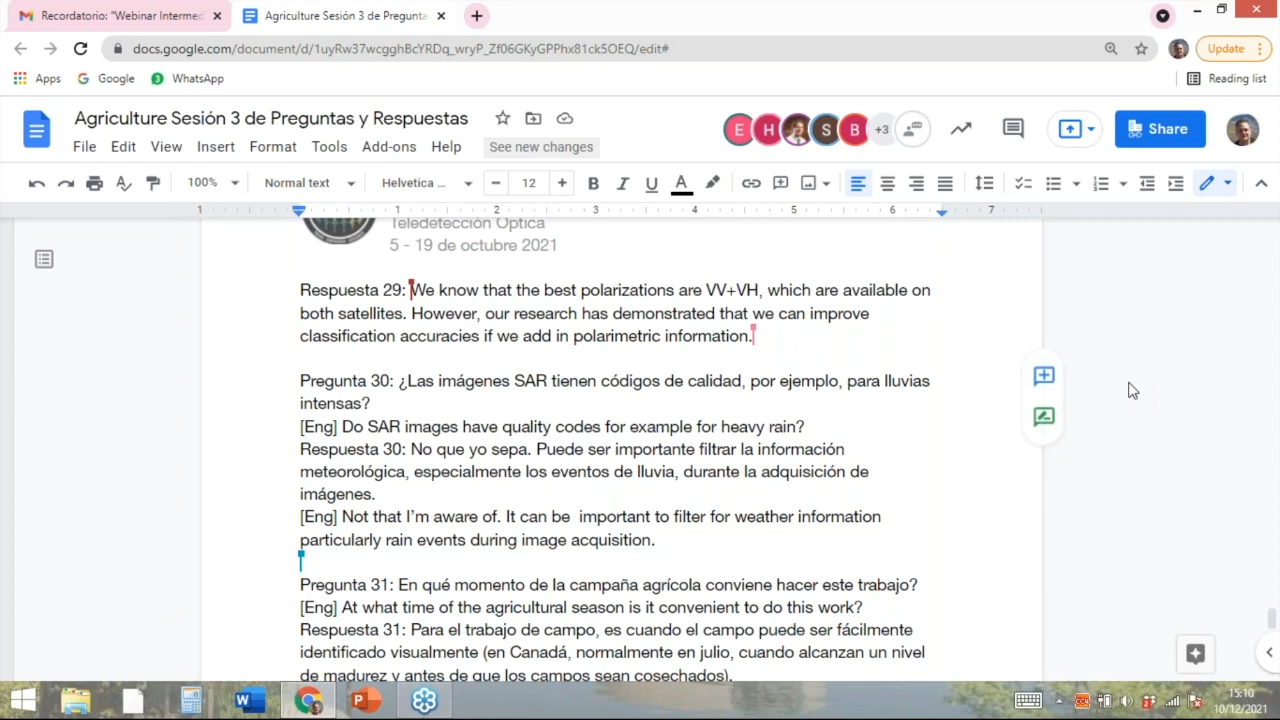 Recordatorio: "Webinar Intermed
Agriculture Sesión 3 de Pregunta
Update
docs.google.com/document/d/1uyRw37wcgghBcYRDq_wryP_Zf06GKyGPPhx81ck5OEQ/edit#
Apps
Google
WhatsApp
Reading list
Agriculture Sesión 3 de Preguntas y Respuestas
E H S B +3
Share
File Edit View Insert Format Tools Add-ons Help See new changes
100% Normal text Helvetica ... 12 B I U A
1 1 2 3 4 5 6 7
Teledetección Óptica
5 - 19 de octubre 2021
Respuesta 29: We know that the best polarizations are VV+VH, which are available on
both satellites. However, our research has demonstrated that we can improve
classification accuracies if we add in polarimetric information.
Pregunta 30: ¿Las imágenes SAR tienen códigos de calidad, por ejemplo, para lluvias
intensas?
[Eng] Do SAR images have quality codes for example for heavy rain?
Respuesta 30: No que yo sepa. Puede ser importante filtrar la información
meteorológica, especialmente los eventos de lluvia, durante la adquisición de
imágenes.
[Eng] Not that I'm aware of. It can be  important to filter for weather information
particularly rain events during image acquisition.
Pregunta 31: En qué momento de la campaña agrícola conviene hacer este trabajo?
[Eng] At what time of the agricultural season is it convenient to do this work?
Respuesta 31: Para el trabajo de campo, es cuando el campo puede ser fácilmente
identificado visualmente (en Canadá, normalmente en julio, cuando alcanzan un nivel
de madurez y antes de que los campos sean cosechados).
15:10
10/12/2021